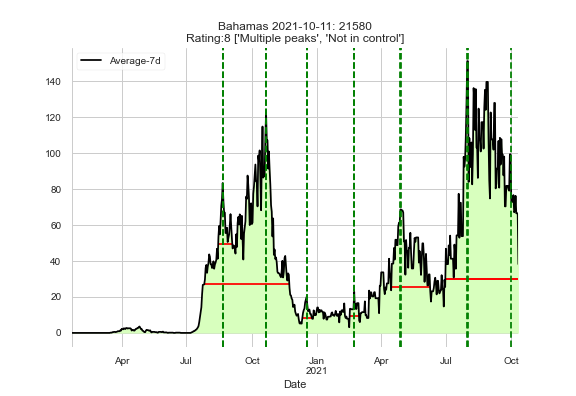 Bahamas 2021-10-11: 21580
Rating:8 ['Multiple peaks', 'Not in control']
Average-7d
140
120
100
80
60
40
20
0
Apr Jul Oct Jan Apr Jul Oct
2021
Date